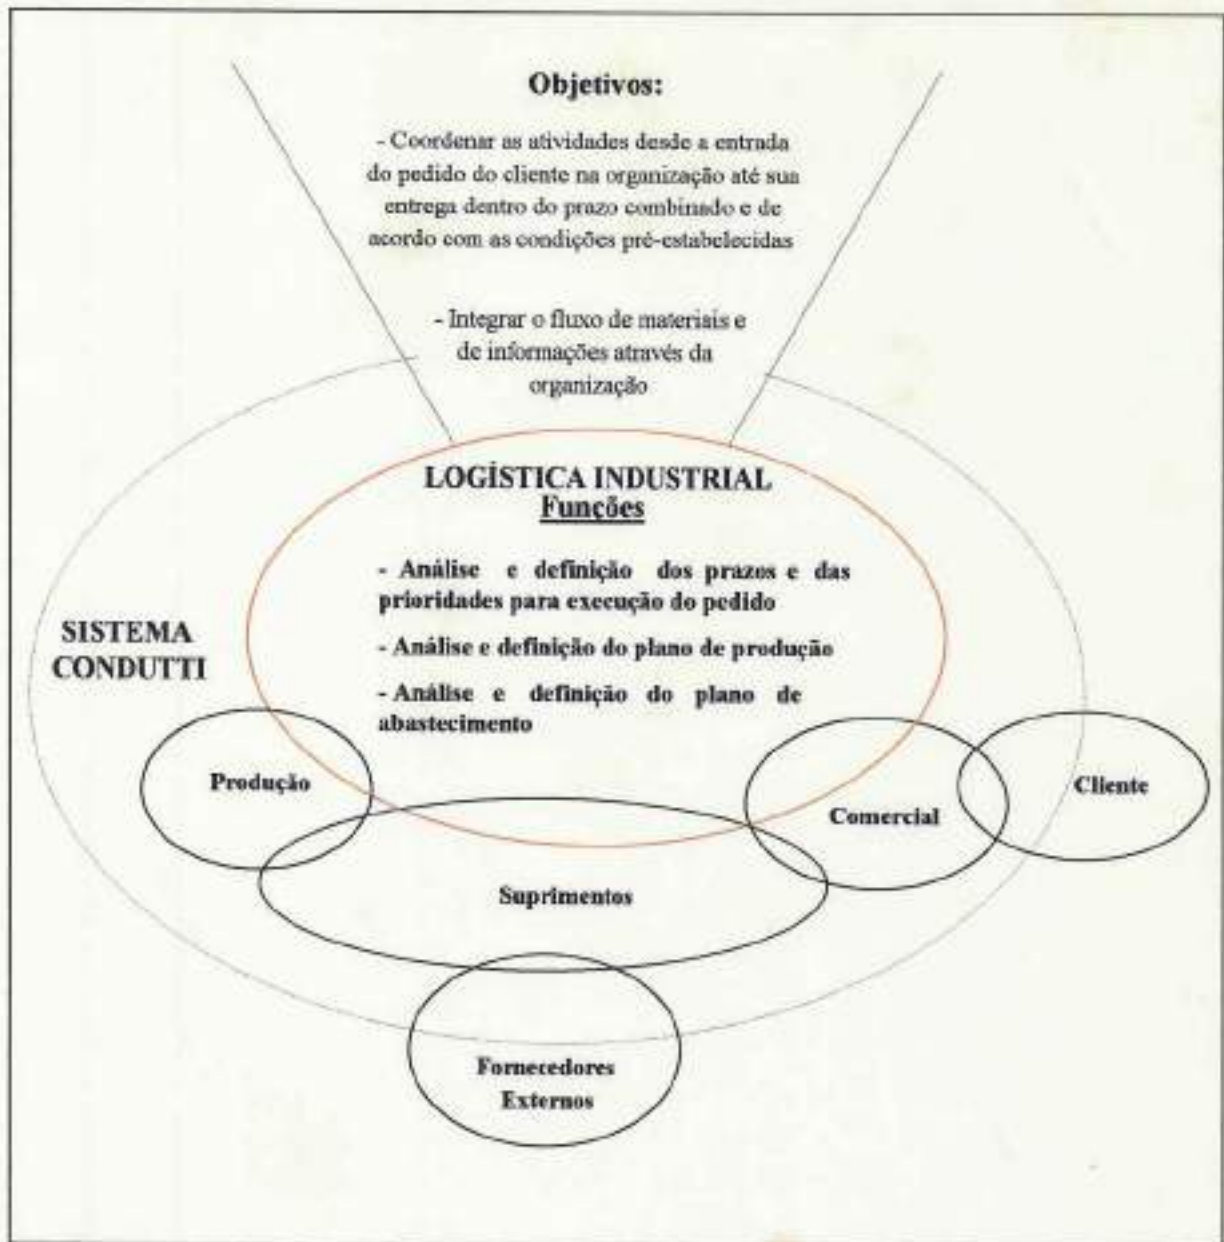 Objetivos:
- Coordenar as atividades desde a entrada
do pedido do cliente na organização até sua
entrega dentro do prazo combinado e de
acordo com as condições pré-estabelecidas
- Integrar o fluxo de materiais e
de informações através da
organização
LOGÍSTICA INDUSTRIAL
Funções
- Análise e definição dos prazos e das
prioridades para execução do pedido
- Análise e definição do plano de produção
- Análise e definição do plano de
abastecimento
SISTEMA
CONDUTTI
Produção
Comercial
Cliente
Suprimentos
Fornecedores
Externos